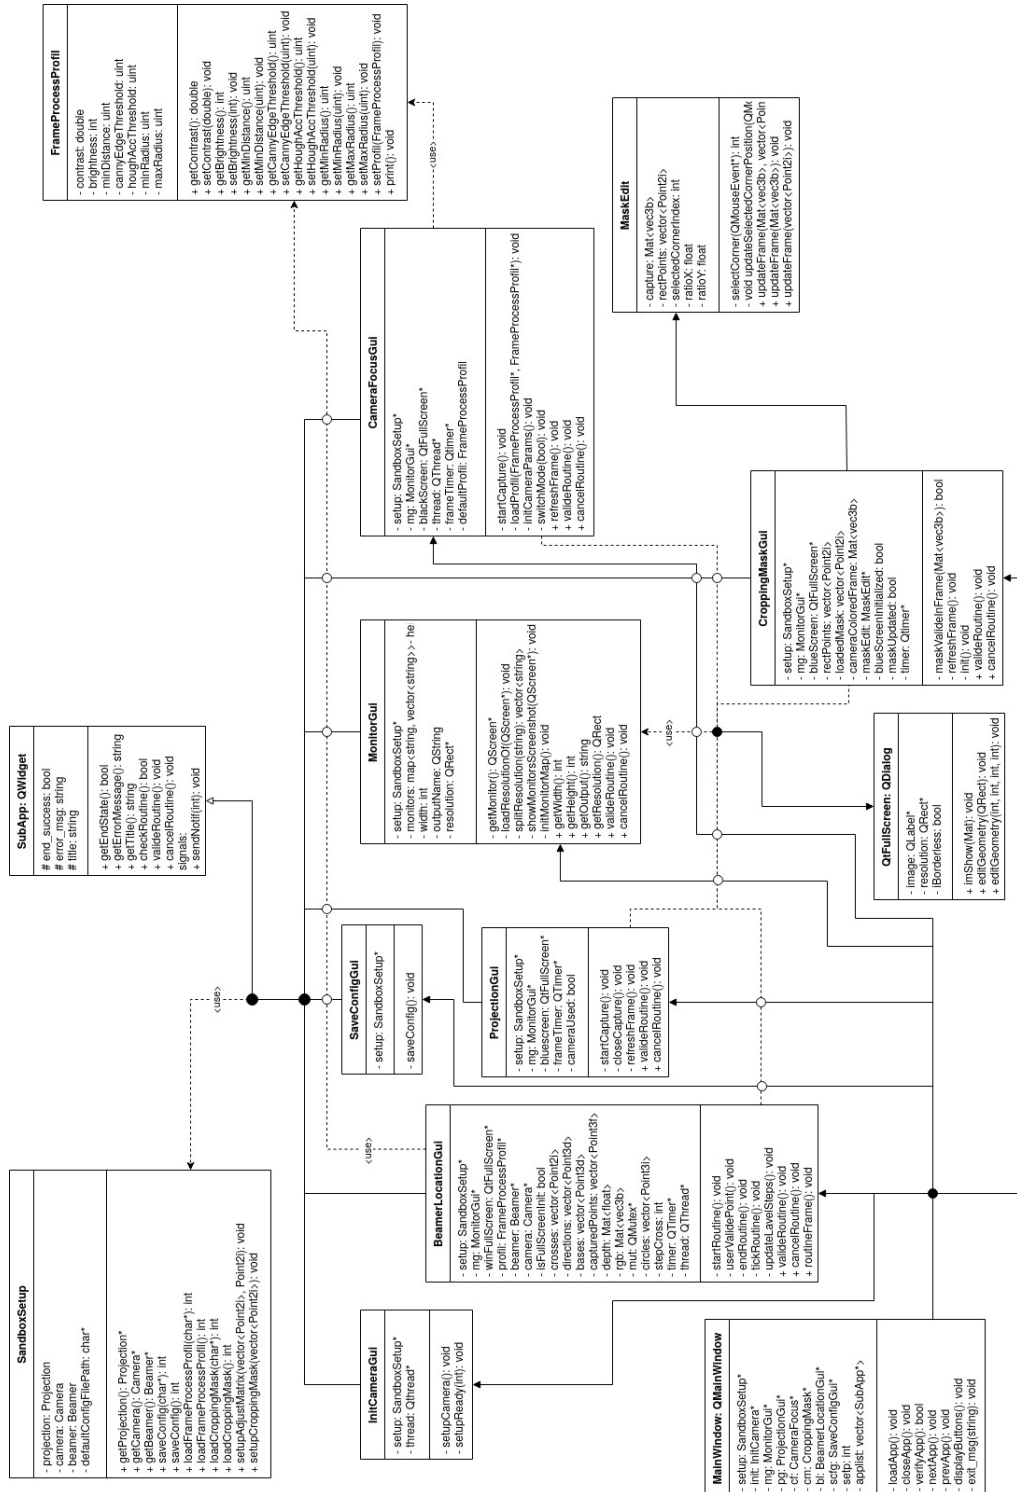 SandboxSetup
- projection: Projection
- camera: Camera
- beamer: Beamer
- defaultConfigFilePath: char*
+ getProjection(): Projection*
+ getCamera(): Camera*
+ getBeamer(): Beamer*
+ saveConfig(char*): int
+ saveConfig(): int
+ loadFrameProcessProfil(char*): int
+ loadFrameProcessProfil(): int
+ loadCroppingMask(char*): int
+ loadCroppingMask(): int
+ setupAdjustMatrix(vector<Point2i>, Point2i): void
+ setupCroppingMask(vector<Point2i>): void
<use>
SubApp: QWidget
# end_success: bool
# error_msg: string
# title: string
+ getEndState(): bool
+ getErrorMessage(): string
+ getTitle(): string
+ checkRoutine(): bool
+ valideRoutine(): void
+ cancelRoutine(): void
signals:
+ sendNotif(int): void
FrameProcessProfil
- contrast: double
- brightness: int
- minDistance: uint
- cannyEdgeThreshold: uint
- houghAccThreshold: uint
- minRadius: uint
- maxRadius: uint
+ getContrast(): double
+ setContrast(double): void
+ getBrightness(): int
+ setBrightness(int): void
+ getMinDistance(): uint
+ setMinDistance(uint): void
+ getCannyEdgeThreshold(): uint
+ setCannyEdgeThreshold(uint): void
+ getHoughAccThreshold(): uint
+ setHoughAccThreshold(uint): void
+ getMinRadius(): uint
+ setMinRadius(uint): void
+ getMaxRadius(): uint
+ setMaxRadius(uint): void
+ setProfil(FrameProcessProfil): void
+ print(): void
<use>
<use>
InitCameraGui
- setup: SandboxSetup*
- thread: Qthread*
- setupCamera(): void
- setupReady(int): void
BeamerLocationGui
- setup: SandboxSetup*
- mg: MonitorGui*
- winFullScreen: QtFullScreen*
- profil: FrameProcessProfil*
- beamer: Beamer*
- camera: Camera*
- isFullScreenInit: bool
- crosses: vector<Point2i>
- directions: vector<Point3d>
- bases: vector<Point3d>
- capturedPoints: vector<Point3f>
- depth: Mat<float>
- rgb: Mat<vec3b>
- mut: QMutex*
- circles: vector<Point3i>
- stepCross: int
- timer: QTimer*
- thread: QThread*
- startRoutine(): void
- userValidePoint(): void
- endRoutine(): void
- tickRoutine(): void
- updateLabelSteps(): void
+ valideRoutine(): void
+ cancelRoutine(): void
+ routineFrame(): void
SaveConfigGui
- setup: SandboxSetup*
- saveConfig(): void
ProjectionGui
- setup: SandboxSetup*
- mg: MonitorGui*
- bluescreen: QtFullScreen*
- frameTimer: QTimer*
- cameraUsed: bool
- startCapture(): void
- closeCapture(): void
- refreshFrame(): void
+ valideRoutine(): void
+ cancelRoutine(): void
MonitorGui
- setup: SandboxSetup*
- monitors: map<string, vector<string>> - he
- width: int
- outputName: QString
- resolution: QRect*
- getMonitor(): QScreen*
- loadResolutionOf(QScreen*): void
- splitResolution(string): vector<string>
- showMonitorsScreenshot(QScreen*): void
- initMonitorMap(): void
+ getWidth(): int
+ getHeight(): int
+ getOutput(): string
+ getResolution(): QRect
+ valideRoutine(): void
+ cancelRoutine(): void
<use>
CameraFocusGui
- setup: SandboxSetup*
- mg: MonitorGui*
- blackScreen: QtFullScreen*
- thread: QThread*
- frameTimer: Qtimer*
- defaultProfil: FrameProcessProfil
- startCapture(): void
- loadProfil(FrameProcessProfil*, FrameProcessProfil*): void
- initCameraParams(): void
- switchMode(bool): void
+ refreshFrame(): void
+ valideRoutine(): void
+ cancelRoutine(): void
MaskEdit
- capture: Mat<vec3b>
- rectPoints: vector<Point2i>
- selectedCornerIndex: int
- ratioX: float
- ratioY: float
- selectCorner(QMouseEvent*): int
- void updateSelectedCornerPosition(QM
+ updateFrame(Mat<vec3b>, vector<Poin
+ updateFrame(Mat<vec3b>): void
+ updateFrame(vector<Point2i>): void
CroppingMaskGui
- setup: SandboxSetup*
- mg: MonitorGui*
- blueScreen: QtFullScreen*
- rectPoints: vector<Point2i>
- loadedMask: vector<Point2i>
- cameraColoredFrame: Mat<vec3b>
- maskEdit: MaskEdit*
- blueScreenInitialized: bool
- maskUpdated: bool
- timer: Qtimer*
- maskValideInFrame(Mat<vec3b>): bool
- refreshFrame(): void
- init(): void
+ valideRoutine(): void
+ cancelRoutine(): void
QtFullScreen: QDialog
- image: QLabel*
- resolution: QRect*
- iBorderless: bool
+ imShow(Mat): void
+ editGeometry(QRect): void
+ editGeometry(int, int, int, int): void
MainWindow: QMainWindow
- setup: SandboxSetup*
- init: InitCamera*
- mg: MonitorGui*
- pg: ProjectionGui*
- cf: CameraFocus*
- cm: CroppingMask*
- bl: BeamerLocationGui*
- scfg: SaveConfigGui*
- setp: int
- applist: vector<SubApp*>
- loadApp(): void
- closeApp(): void
- verifyApp(): bool
- nextApp(): void
- prevApp(): void
- displayButtons(): void
- exit_msg(string): void